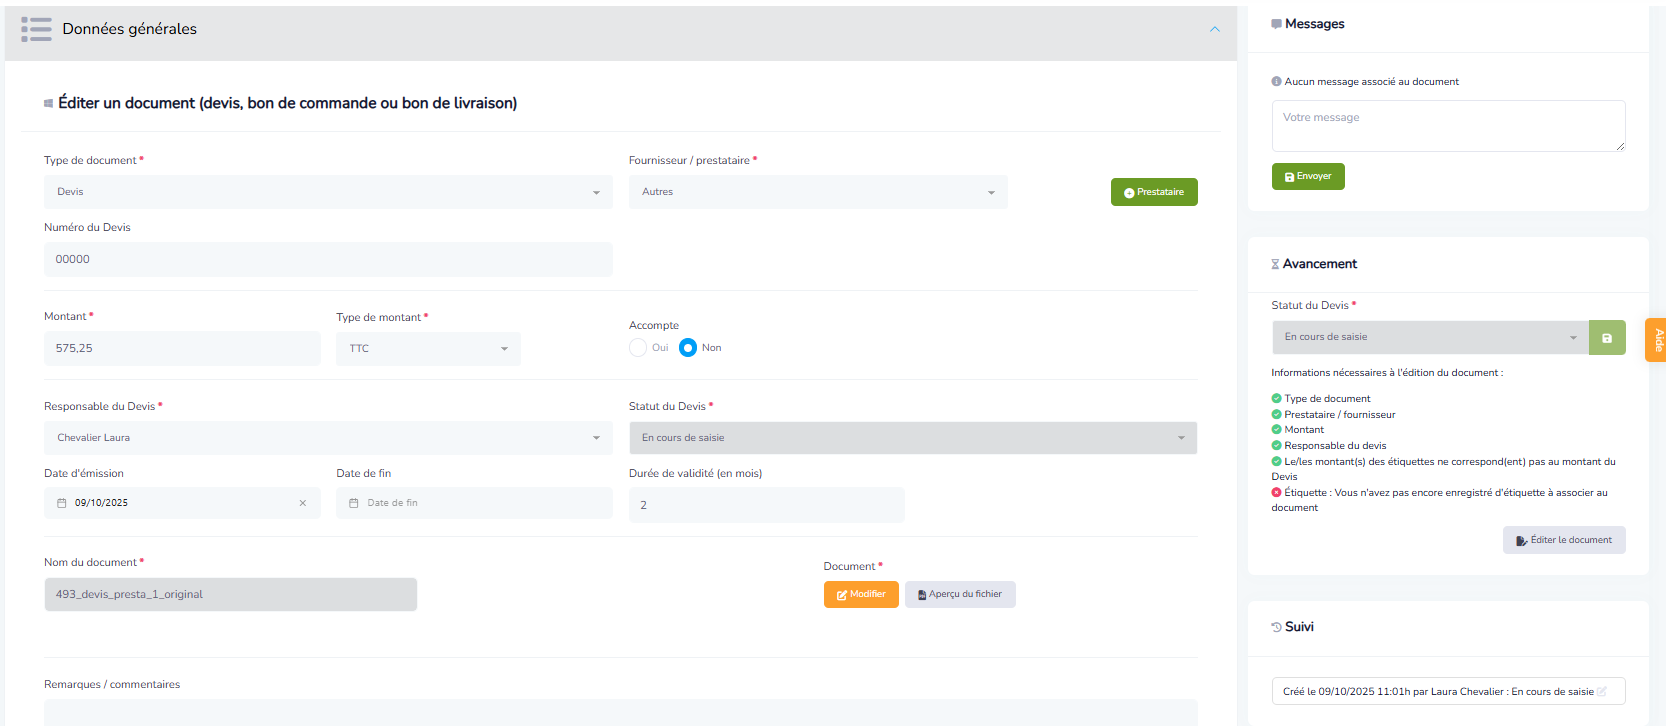 Données générales
Éditer un document (devis, bon de commande ou bon de livraison)
Type de document *
Fournisseur / prestataire *
Devis
Autres
Prestataire
Numéro du Devis
00000
Montant *
Type de montant *
Accompte
575,25
TTC
Oui
Non
Responsable du Devis *
Statut du Devis *
Chevalier Laura
En cours de saisie
Date d'émission
Date de fin
Durée de validité (en mois)
09/10/2025
Date de fin
2
Nom du document *
Document *
493_devis_presta_1_original
Modifier
Aperçu du fichier
Remarques / commentaires
Messages
Aucun message associé au document
Votre message
Envoyer
Avancement
Statut du Devis *
En cours de saisie
Informations nécessaires à l'édition du document :
Type de document
Prestataire / fournisseur
Montant
Responsable du devis
Le/les montant(s) des étiquettes ne correspond(ent) pas au montant du
Devis
Étiquette : Vous n'avez pas encore enregistré d'étiquette à associer au
document
Éditer le document
Suivi
Créé le 09/10/2025 11:01h par Laura Chevalier : En cours de saisie
Aide